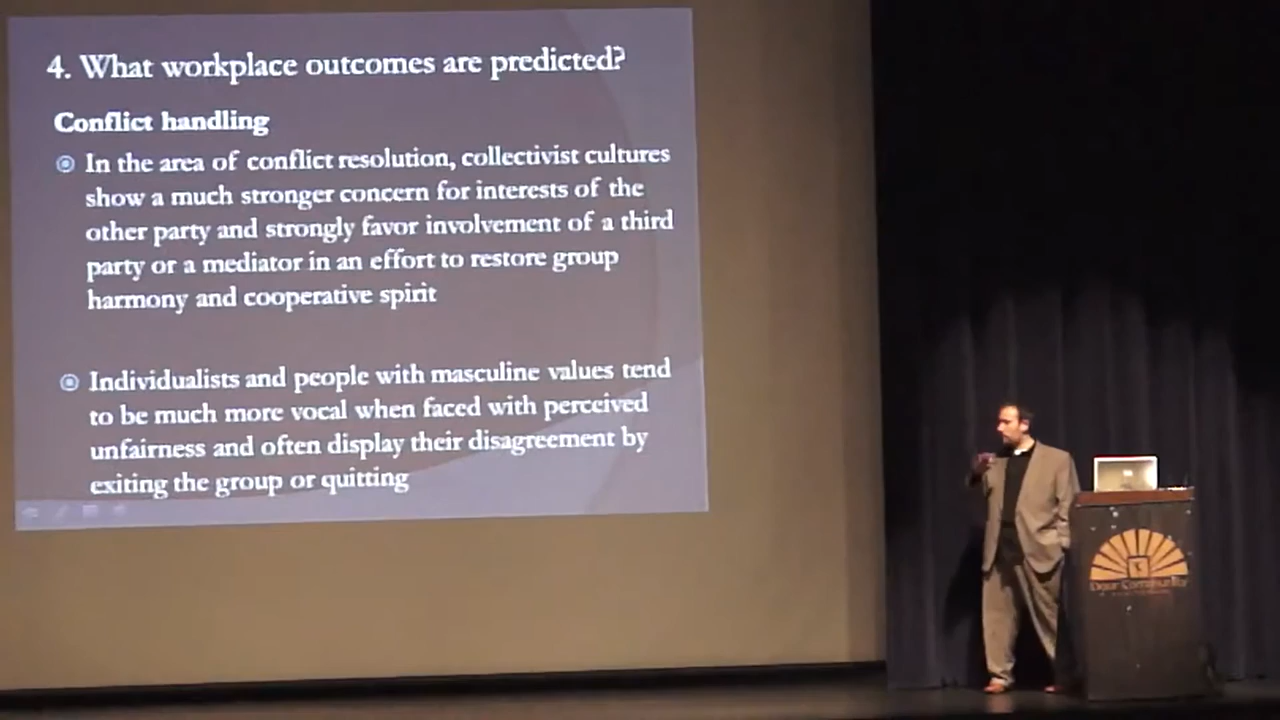 4. What workplace outcomes are predicted?
Conflict handling
In the area of conflict resolution, collectivist cultures
show a much stronger concern for interests of the
other party and strongly favor involvement of a third
party or a mediator in an effort to restore group
harmony and cooperative spirit
Individualists and people with masculine values tend
to be much more vocal when faced with perceived
unfairness and often display their disagreement by
exiting the group or quitting
Community